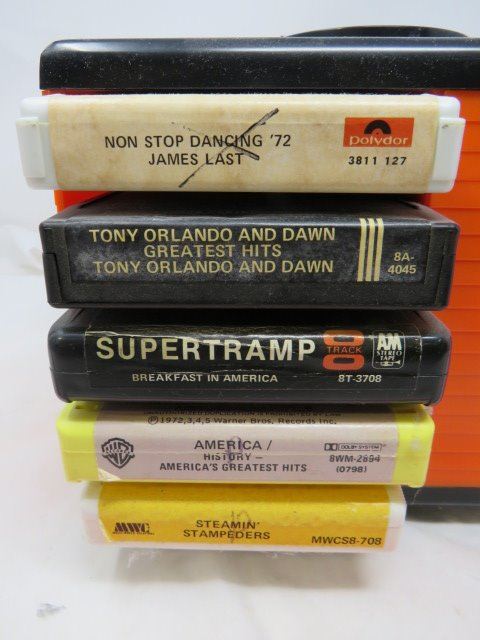 NON STOP DANCING '72
JAMES LAST
polydor
3811 127
TONY ORLANDO AND DAWN
GREATEST HITS
TONY ORLANDO AND DAWN
8A-
4045
SUPERTRAMP
8
TRACK
AM
STEREO
TAPE
BREAKFAST IN AMERICA
8T-3708
©1972,3,4,5 Warner Bros. Records Inc.
AMERICA/
HISTORY-
AMERICA'S GREATEST HITS
DOLBY SYSTEM
8WM-2894
(0798)
MWC
STEAMIN'
STAMPEDERS
MWCS8-708